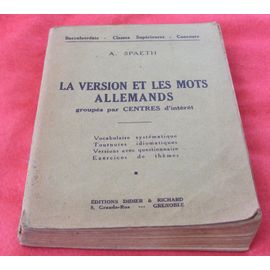 Baccalauréats - Classes Supérieures - Concours
A. SPAETH
LA VERSION ET LES MOTS
ALLEMANDS
groupés par CENTRES d'intérêt
Vocabulaire systématique
Tournures idiomatiques
Versions avec questionnaire
Exercices de thèmes
ÉDITIONS DIDIER & RICHARD
9, Grande-Rue — GRENOBLE